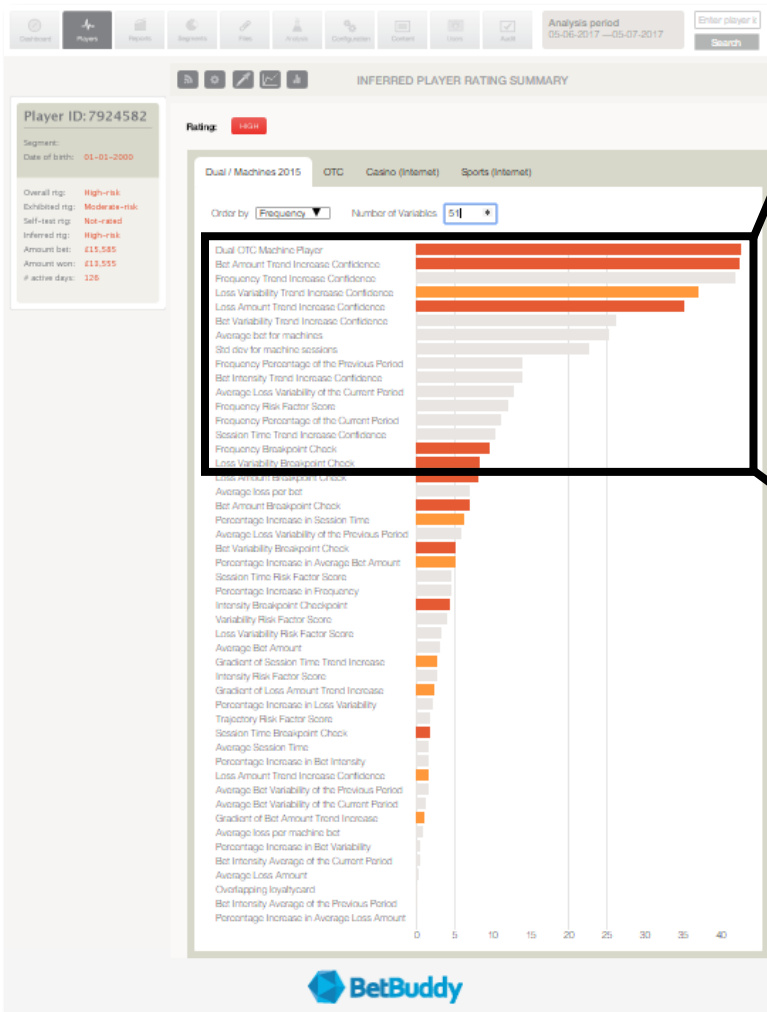 Dashboard Players Reports Segments Files Analysis Configuration Content Users Audit
Analysis period
05-06-2017 —05-07-2017
Enter player i
Search
INFERRED PLAYER RATING SUMMARY
Player ID: 7924582
Segment:
Date of birth: 01-01-2000
Overall rtg: High-risk
Exhibited rtg: Moderate-risk
Self-test rtg: Not-rated
Inferred rtg: High-risk
Amount bet: £15,585
Amount won: £13,555
# active days: 126
Rating: HIGH
Dual / Machines 2015 OTC Casino (Internet) Sports (Internet)
Order by Frequency Number of Variables 51
Dual OTC Machine Player
Bet Amount Trend Increase Confidence
Frequency Trend Increase Confidence
Loss Variability Trend Increase Confidence
Loss Amount Trend Increase Confidence
Bet Variability Trend Increase Confidence
Average bet for machines
Std dev for machine sessions
Frequency Percentage of the Previous Period
Bet Intensity Trend Increase Confidence
Average Loss Variability of the Current Period
Frequency Risk Factor Score
Frequency Percentage of the Current Period
Session Time Trend Increase Confidence
Frequency Breakpoint Check
Loss Variability Breakpoint Check
Loss Amount Breakpoint Check
Average loss per bet
Bet Amount Breakpoint Check
Percentage Increase in Session Time
Average Loss Variability of the Previous Period
Bet Variability Breakpoint Check
Percentage Increase in Average Bet Amount
Session Time Risk Factor Score
Percentage Increase in Frequency
Intensity Breakpoint Checkpoint
Variability Risk Factor Score
Loss Variability Risk Factor Score
Average Bet Amount
Gradient of Session Time Trend Increase
Intensity Risk Factor Score
Gradient of Loss Amount Trend Increase
Percentage Increase in Loss Variability
Trajectory Risk Factor Score
Session Time Breakpoint Check
Average Session Time
Percentage Increase in Bet Intensity
Loss Amount Trend Increase Confidence
Average Bet Variability of the Previous Period
Average Bet Variability of the Current Period
Gradient of Bet Amount Trend Increase
Average loss per machine bet
Percentage Increase in Bet Variability
Bet Intensity Average of the Current Period
Average Loss Amount
Overlapping loyaltycard
Bet Intensity Average of the Previous Period
Percentage Increase in Average Loss Amount
0 5 10 15 20 25 30 35 40
BetBuddy